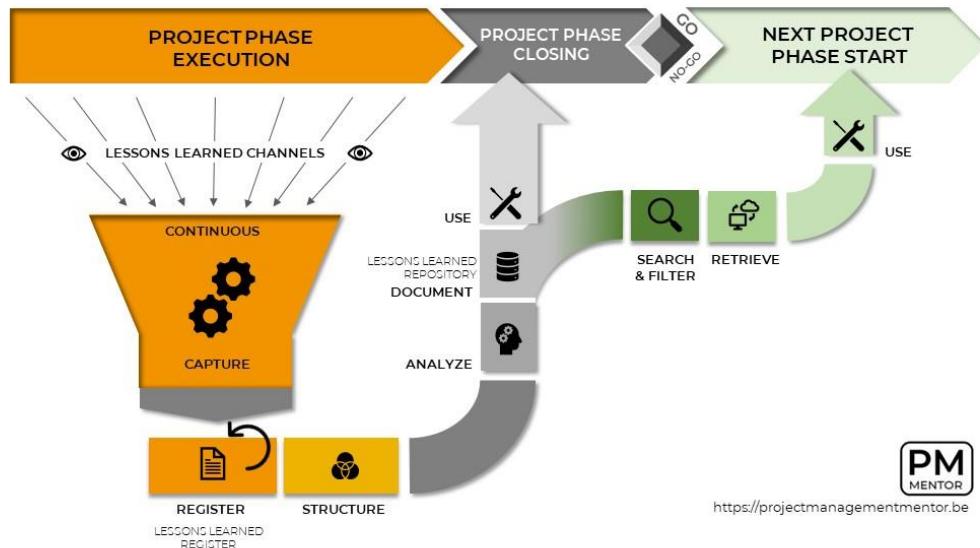 PROJECT PHASE
EXECUTION
PROJECT PHASE
CLOSING
GO
NO-GO
NEXT PROJECT
PHASE START
LESSONS LEARNED CHANNELS
CONTINUOUS
CAPTURE
REGISTER
LESSONS LEARNED
REGISTER
STRUCTURE
ANALYZE
LESSONS LEARNED
REPOSITORY
DOCUMENT
USE
SEARCH
& FILTER
RETRIEVE
USE
PM
MENTOR
https://projectmanagementmentor.be